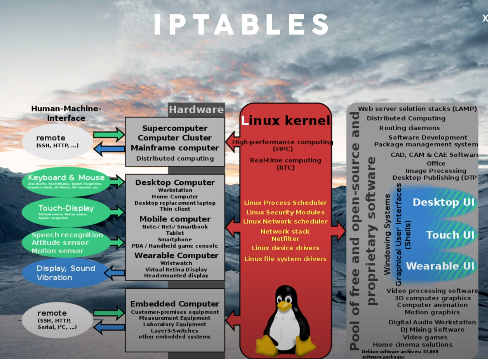 IPTABLES
X
Human-Machine-
Interface
remote
(SSH, HTTP, ...)
Keyboard & Mouse
Touch-Display
Speech recognition
Attitude sensor
Motion sensor
Display, Sound
Vibration
remote
(SSH, HTTP,
Serial, I²C, ...)
Hardware
Supercomputer
Computer Cluster
Mainframe computer
Distributed computing
Desktop Computer
Workstation
Home Computer
Desktop replacement laptop
Thin client
Mobile computer
Note-/ Net-/ Smartbook
Tablet
Smartphone
PDA / Handheld game console
Wearable Computer
Wristwatch
Virtual Retina Display
Head-mounted display
Embedded Computer
Customer-premises equipment
Measurement Equipment
Laboratory Equipment
Layer3-Switches
other embedded systems
Linux kernel
High-performance computing
(HPC)
Real-time computing
(RTC)
Linux Process Scheduler
Linux Security Modules
Linux Network scheduler
Network stack
Netfilter
Linux device drivers
Linux file system drivers
Pool of free and open-source and
proprietary software
Web server solution stacks (LAMP)
Distributed Computing
Routing daemons
Software Development
Package management system
CAD, CAM & CAE Software
Office
Image Processing
Desktop Publishing (DTP
Windowing Systems
Graphical User Interfaces
(Shells)
Desktop UI
Touch UI
Wearable UI
Video processing software
3D computer graphics
Computer animation
Motion graphics
Digital Audio Workstation
DJ Mixing Software
Video games
Home cinema solutions
Debian software archives: 37,000
software packages